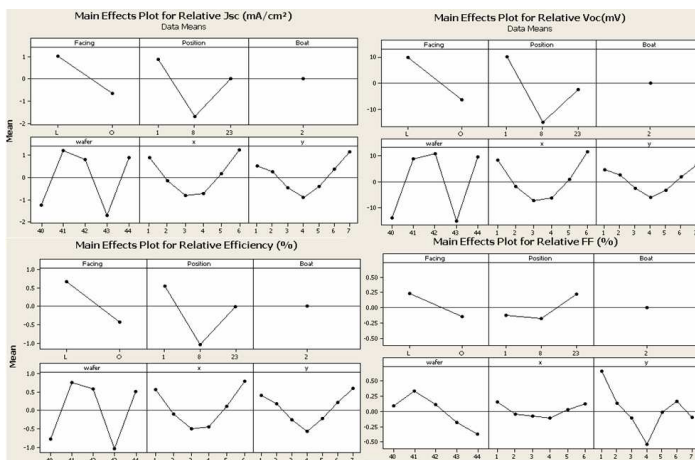 Main Effects Plot for Relative Jsc (mA/cm²)
Data Means
Facing Position Boat
1
0
-1
-2
L O 1 8 23 2
wafer x y
1
0
-1
-2
40 41 42 43 44 1 2 3 4 5 6 1 2 3 4 5 6 7
Mean
Main Effects Plot for Relative Voc(mV)
Data Means
Facing Position Boat
10
0
-10
L O 1 8 23 2
wafer x y
10
0
-10
40 41 42 43 44 1 2 3 4 5 6 1 2 3 4 5 6 7
Main Effects Plot for Relative Efficiency (%)
Facing Position Boat
1.0
0.5
0.0
-0.5
-1.0
L O 1 8 23 2
wafer x y
1.0
0.5
0.0
-0.5
-1.0
40 41 42 43 44 1 2 3 4 5 6 1 2 3 4 5 6 7
Mean
Main Effects Plot for Relative FF (%)
Facing Position Boat
0.50
0.25
0.00
-0.25
-0.50
L O 1 8 23 2
wafer x y
0.50
0.25
0.00
-0.25
-0.50
40 41 42 43 44 1 2 3 4 5 6 1 2 3 4 5 6 7